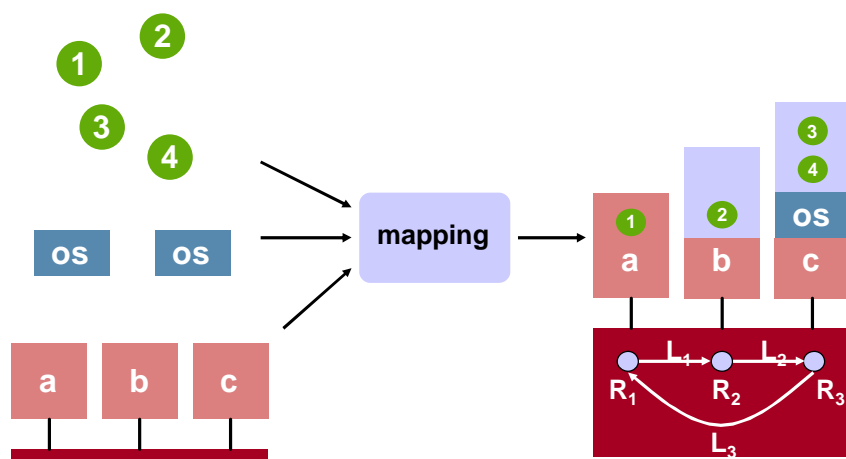 1
2
3
4
os os
a b c
mapping
3
4
1 2 os
a b c
L₁ L₂
R₁ R₂ R₃
L₃